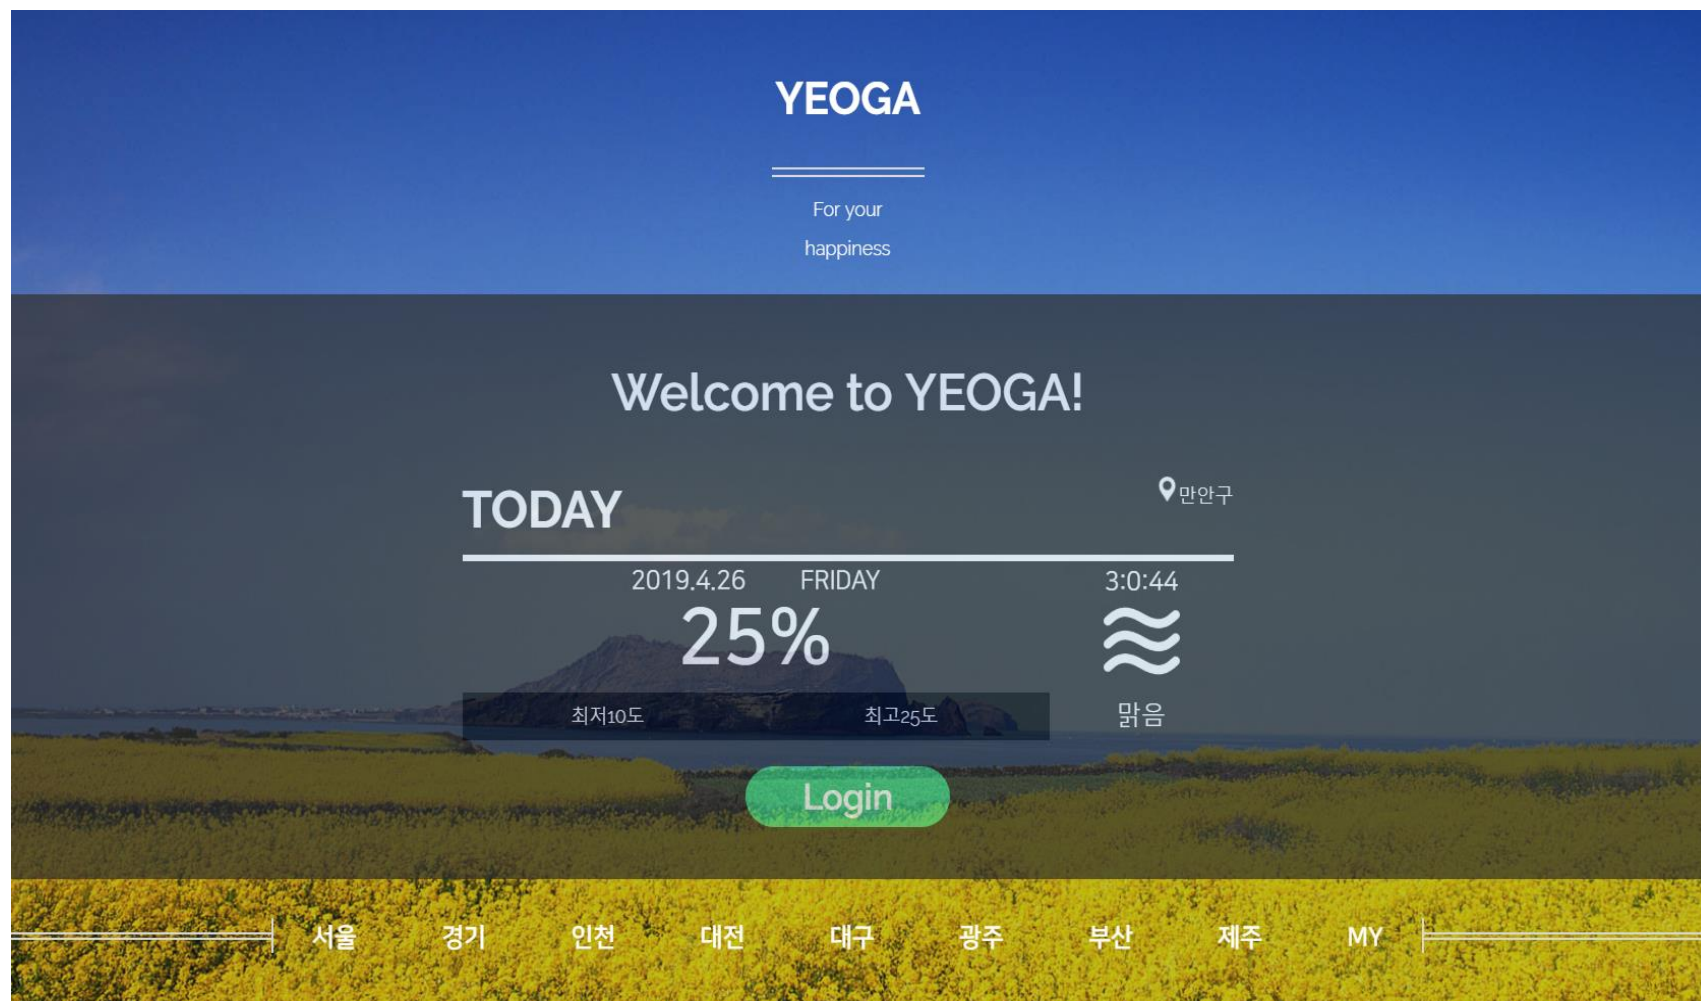 YEOGA
For your
happiness
Welcome to YEOGA!
TODAY
만안구
2019.4.26 FRIDAY 3:0:44
25%
최저10도 최고25도 맑음
Login
서울 경기 인천 대전 대구 광주 부산 제주 MY